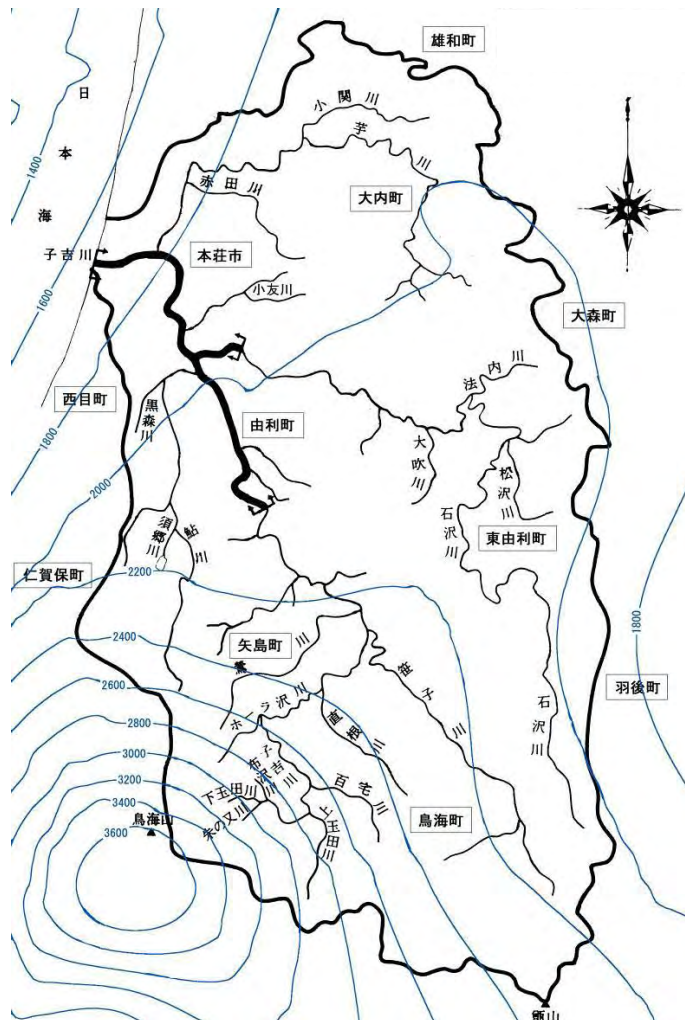 雄和町
日本海
小関川
芋川
1400
赤田川
大内町
子吉川
本荘市
1600
小友川
大森町
西目町
黒森川
法内川
由利町
大吹川
1800
2000
松沢川
石沢川
須郷川
鮎川
東由利町
仁賀保町
2200
2400
矢島町
川
笹子川
1800
羽後町
2600
ホージ沢川
直根川
石沢川
2800
布沢川
子吉川
3000
百宅川
3200
下玉田川
朱の又川
上玉田川
鳥海町
3400
鳥海山
3600